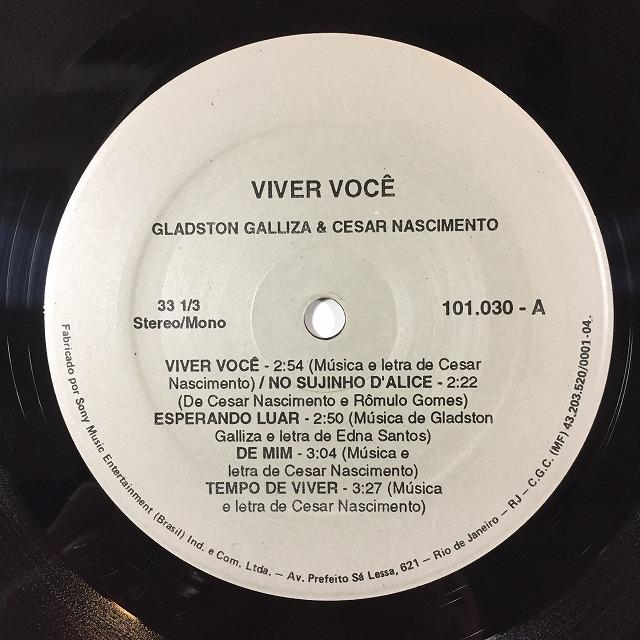 VIVER VOCÊ
GLADSTON GALLIZA & CESAR NASCIMENTO
33 1/3
Stereo/Mono
101.030 - A
VIVER VOCÊ - 2:54 (Música e letra de Cesar
Nascimento) / NO SUJINHO D'ALICE - 2:22
(De Cesar Nascimento e Rômulo Gomes)
ESPERANDO LUAR - 2:50 (Música de Gladston
Galliza e letra de Edna Santos)
DE MIM - 3:04 (Música e
letra de Cesar Nascimento)
TEMPO DE VIVER - 3:27 (Música
e letra de Cesar Nascimento)
Fabricado por Sony Music Entertainment (Brasil) Ind. e Com. Ltda. – Av. Prefeito Sá Lessa, 621 – Rio de Janeiro – RJ – C.G.C. (MF) 43.203.520/0001-04.